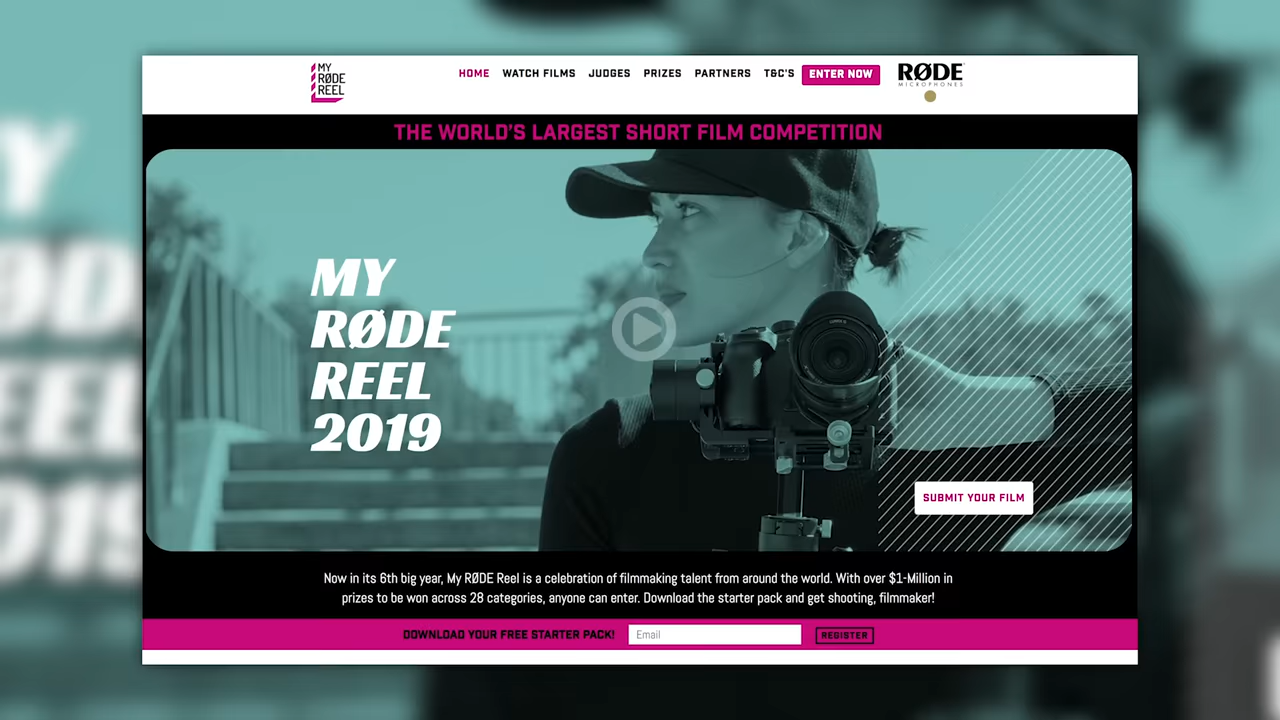 MY
RØDE
REEL
HOME WATCH FILMS JUDGES PRIZES PARTNERS T&C'S ENTER NOW
RØDE
MICROPHONES
THE WORLD'S LARGEST SHORT FILM COMPETITION
MY
RØDE
REEL
2019
SUBMIT YOUR FILM
Now in its 6th big year, My RØDE Reel is a celebration of filmmaking talent from around the world. With over $1-Million in
prizes to be won across 28 categories, anyone can enter. Download the starter pack and get shooting, filmmaker!
DOWNLOAD YOUR FREE STARTER PACK! Email REGISTER